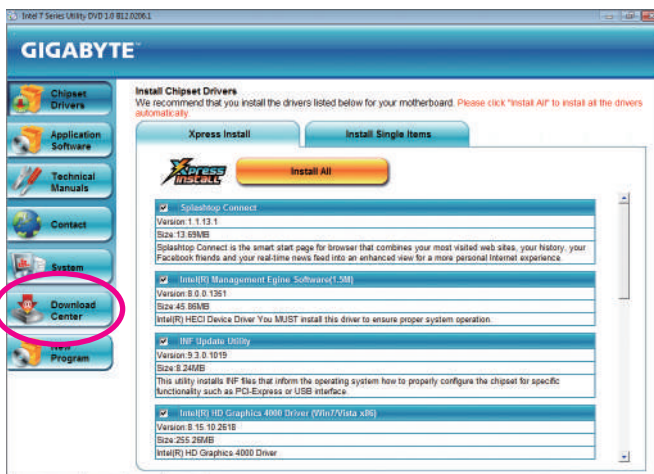 Intel 7 Series Utility DVD 1.0 B12.0206.1
GIGABYTE™
Chipset
Drivers
Application
Software
Technical
Manuals
Contact
System
Download
Center
New
Program
Install Chipset Drivers
We recommend that you install the drivers listed below for your motherboard. Please click "Install All" to install all the drivers
automatically.
Xpress Install
Install Single Items
Xpress
INSTALL
Install All
Splashtop Connect
Version:1.1.13.1
Size:13.69MB
Splashtop Connect is the smart start page for browser that combines your most visited web sites, your history, your
Facebook friends and your real-time news feed into an enhanced view for a more personal Internet experience.
Intel(R) Management Egine Software(1.5M)
Version:8.0.0.1361
Size:45.86MB
Intel(R) HECI Device Driver You MUST install this driver to ensure proper system operation.
INF Update Utility
Version:9.3.0.1019
Size:8.24MB
This utility installs INF files that inform the operating system how to properly configure the chipset for specific
functionality such as PCI-Express or USB interface.
Intel(R) HD Graphics 4000 Driver (Win7/Vista x86)
Version:8.15.10.2618
Size:255.26MB
Intel(R) HD Graphics 4000 Driver